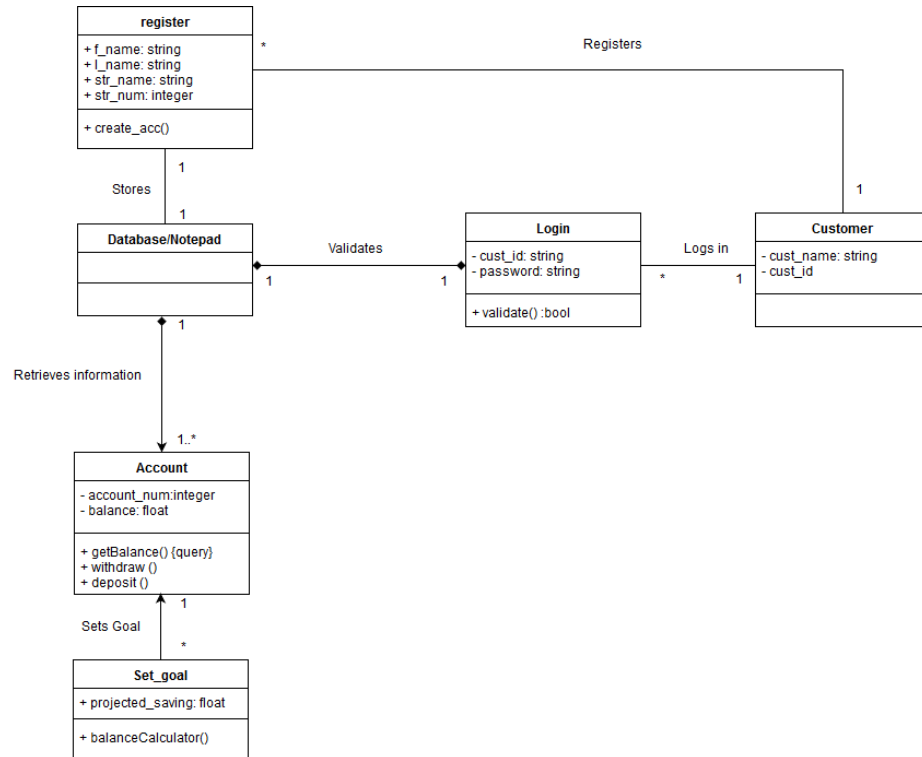 register
+ f_name: string
+ l_name: string
+ str_name: string
+ str_num: integer
+ create_acc()
*
Registers
1
Stores
1
1
Database/Notepad
Validates
1
1
Login
- cust_id: string
- password: string
+ validate() :bool
Logs in
*
1
Customer
- cust_name: string
- cust_id
1
Retrieves information
1..*
Account
- account_num:integer
- balance: float
+ getBalance() {query}
+ withdraw ()
+ deposit ()
1
Sets Goal
*
Set_goal
+ projected_saving: float
+ balanceCalculator()